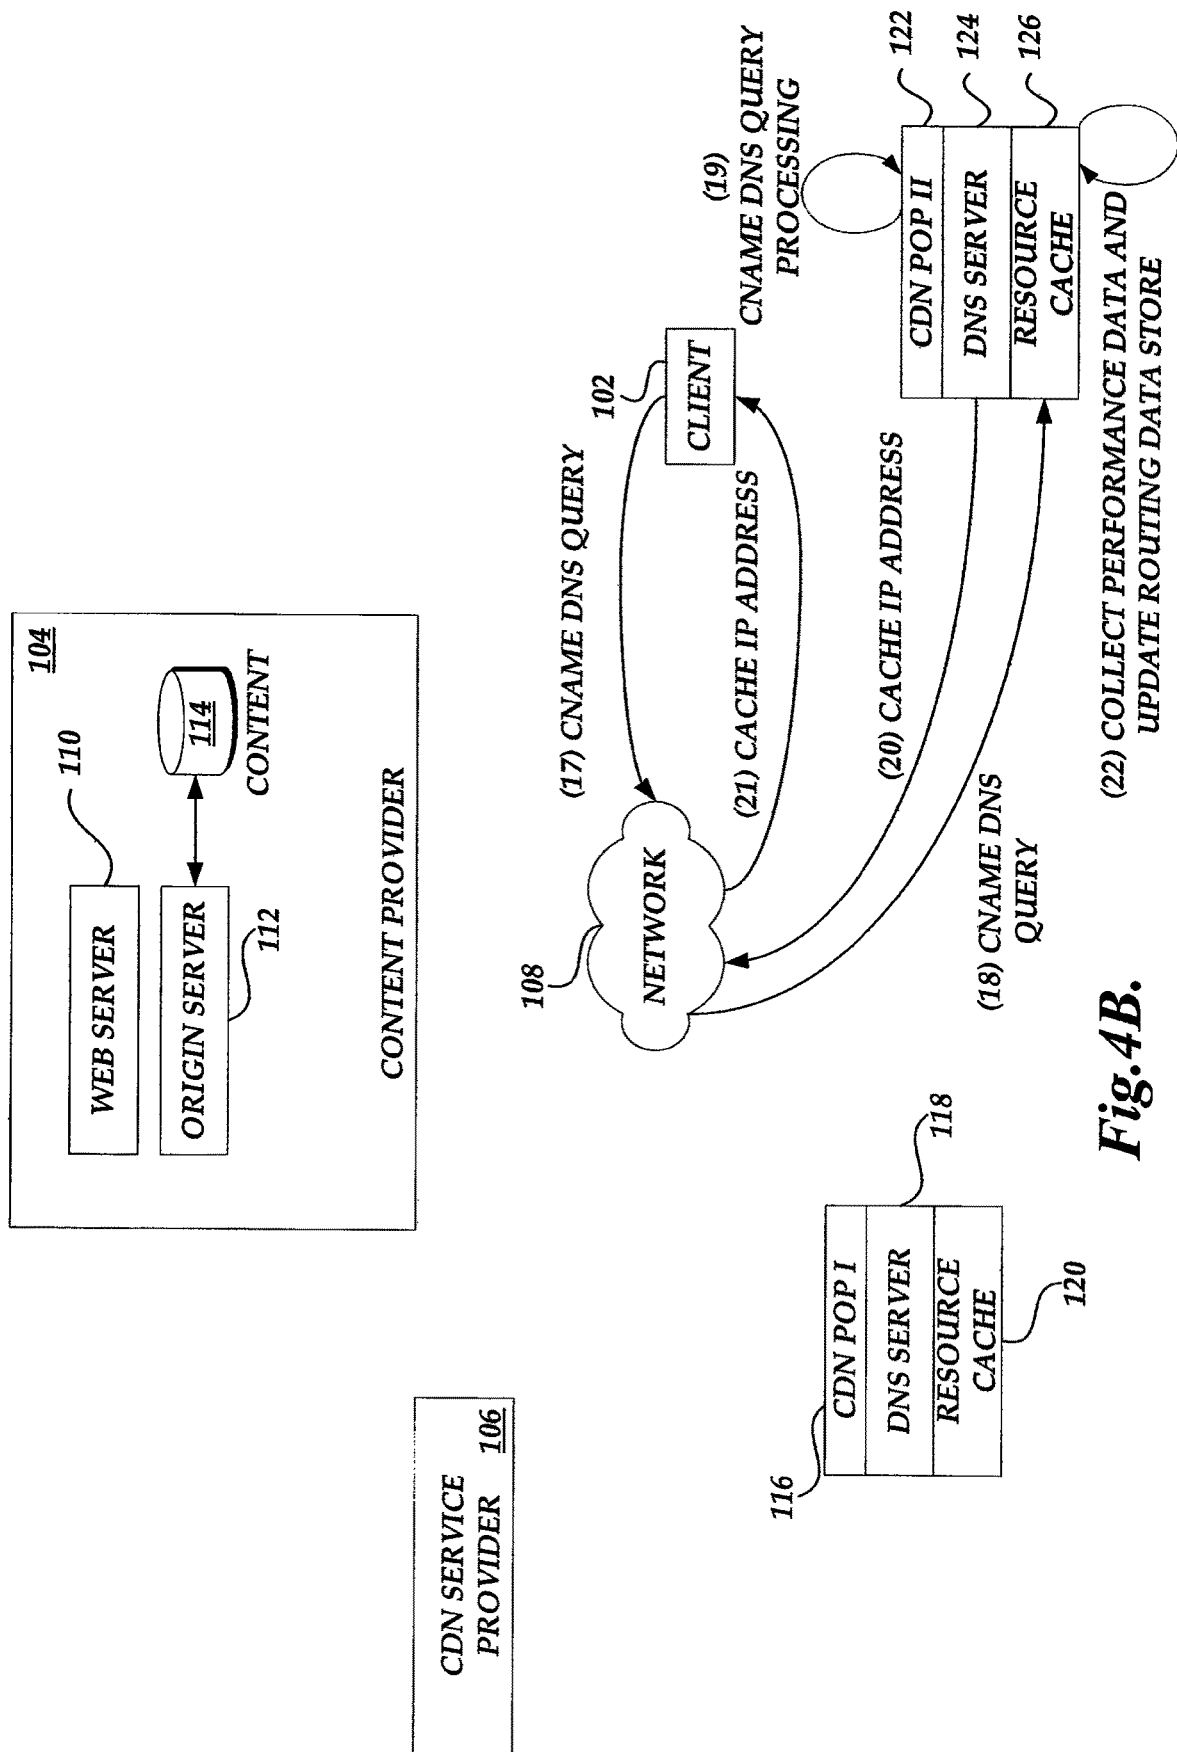 104
110
WEB SERVER
ORIGIN SERVER
112
114
CONTENT
CONTENT PROVIDER
CDN SERVICE
PROVIDER
106
(17) CNAME DNS QUERY
102
CLIENT
(21) CACHE IP ADDRESS
108
NETWORK
(19)
CNAME DNS QUERY
PROCESSING
(20) CACHE IP ADDRESS
(18) CNAME DNS
QUERY
CDN POP II
DNS SERVER
RESOURCE
CACHE
122
124
126
(22) COLLECT PERFORMANCE DATA AND
UPDATE ROUTING DATA STORE
116
CDN POP I
DNS SERVER
RESOURCE
CACHE
118
120
Fig.4B.